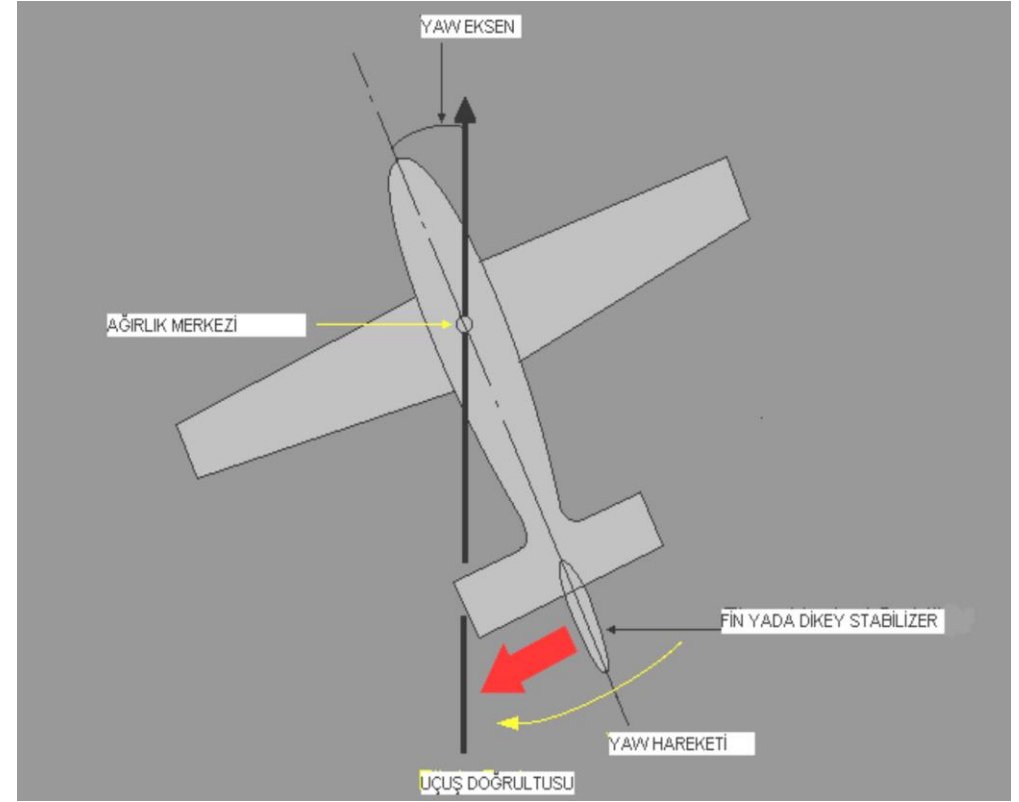 YAW EKSEN
AĞIRLIK MERKEZİ
FİN YADA DİKEY STABİLİZER
YAW HAREKETİ
UÇUŞ DOĞRULTUSU